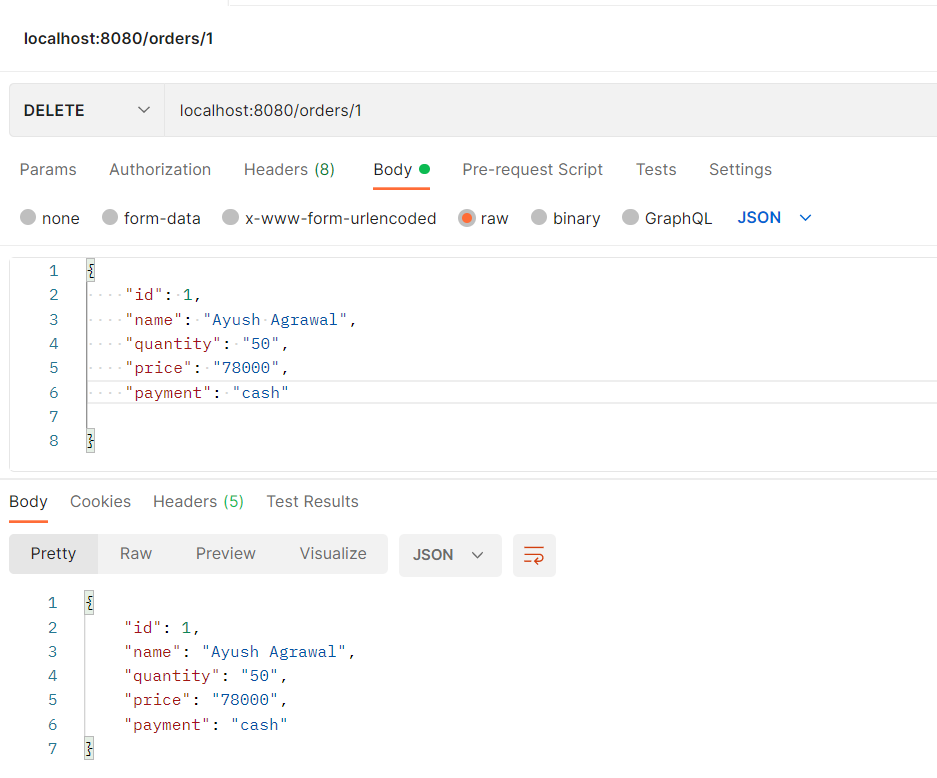 localhost:8080/orders/1
DELETE localhost:8080/orders/1
Params Authorization Headers (8) Body Pre-request Script Tests Settings
none form-data x-www-form-urlencoded raw binary GraphQL JSON
1 {
2 "id": 1,
3 "name": "Ayush Agrawal",
4 "quantity": "50",
5 "price": "78000",
6 "payment": "cash"
7
8 }
Body Cookies Headers (5) Test Results
Pretty Raw Preview Visualize JSON
1 {
2 "id": 1,
3 "name": "Ayush Agrawal",
4 "quantity": "50",
5 "price": "78000",
6 "payment": "cash"
7 }